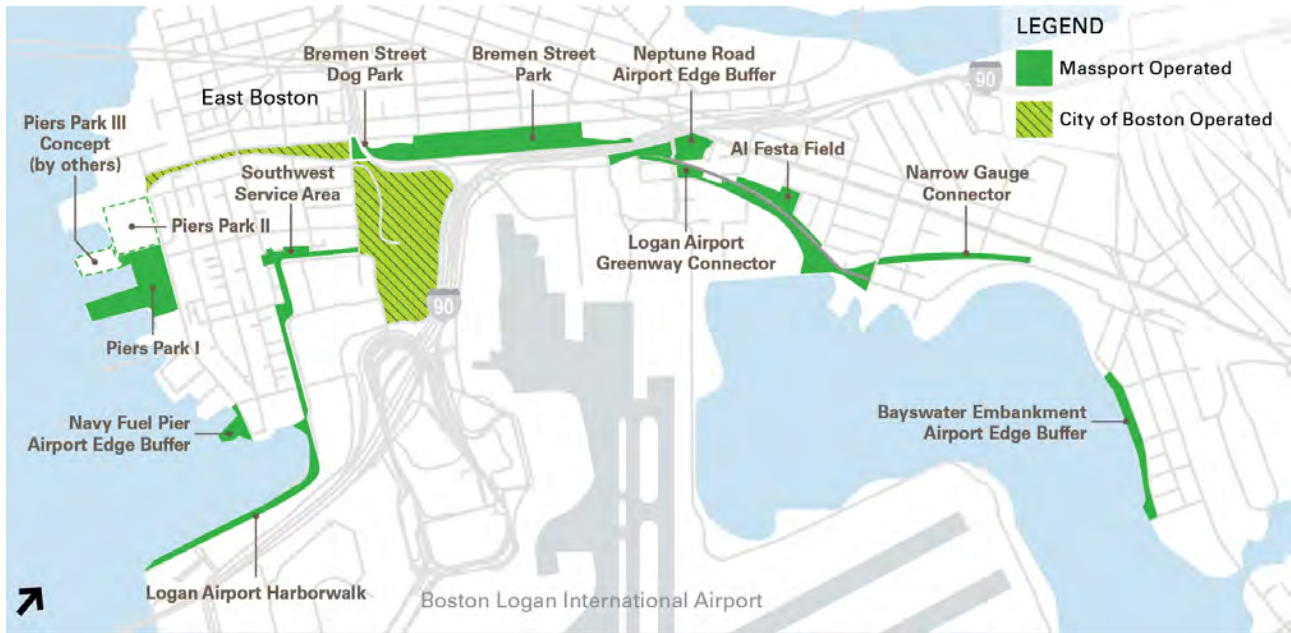 LEGEND
Massport Operated
City of Boston Operated
90
Bremen Street
Dog Park
Bremen Street
Park
Neptune Road
Airport Edge Buffer
East Boston
Piers Park III
Concept
(by others)
Southwest
Service Area
Al Festa Field
Narrow Gauge
Connector
Piers Park II
Logan Airport
Greenway Connector
90
Piers Park I
Navy Fuel Pier
Airport Edge Buffer
Bayswater Embankment
Airport Edge Buffer
Logan Airport Harborwalk
Boston Logan International Airport